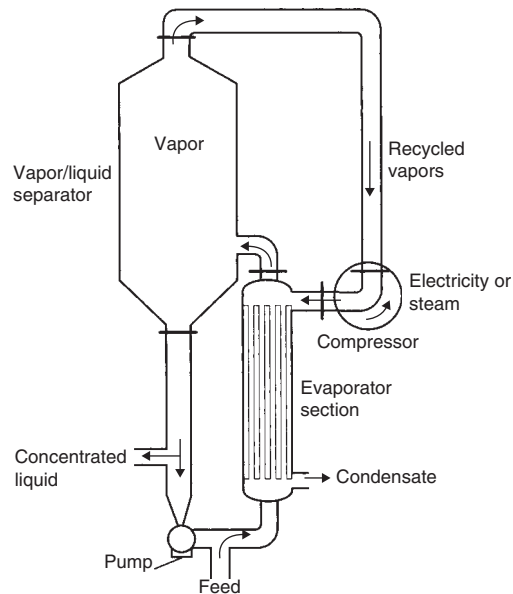 Vapor
Vapor/liquid
separator
Recycled
vapors
Electricity or
steam
Compressor
Evaporator
section
Concentrated
liquid
Condensate
Pump
Feed